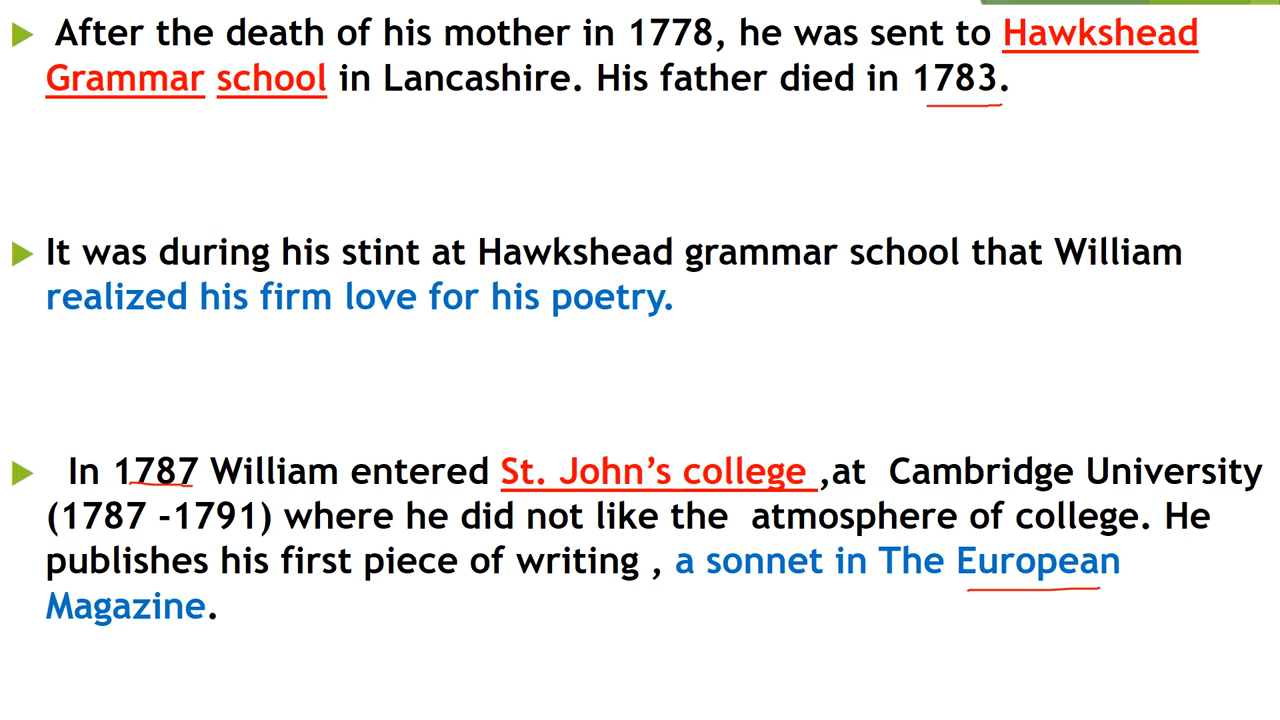 After the death of his mother in 1778, he was sent to Hawkshead
Grammar school in Lancashire. His father died in 1783.
It was during his stint at Hawkshead grammar school that William
realized his firm love for his poetry.
In 1787 William entered St. John’s college ,at Cambridge University
(1787 -1791) where he did not like the atmosphere of college. He
publishes his first piece of writing , a sonnet in The European
Magazine.